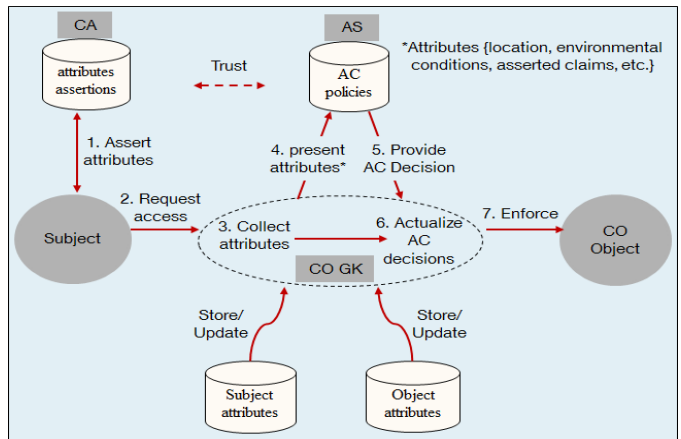 CA
AS
attributes
assertions
Trust
AC
policies
*Attributes {location, environmental
conditions, asserted claims, etc.}
1. Assert
attributes
4. present
attributes*
5. Provide
AC Decision
Subject
2. Request
access
3. Collect
attributes
6. Actualize
AC
decisions
7. Enforce
CO
Object
CO GK
Store/
Update
Store/
Update
Subject
attributes
Object
attributes